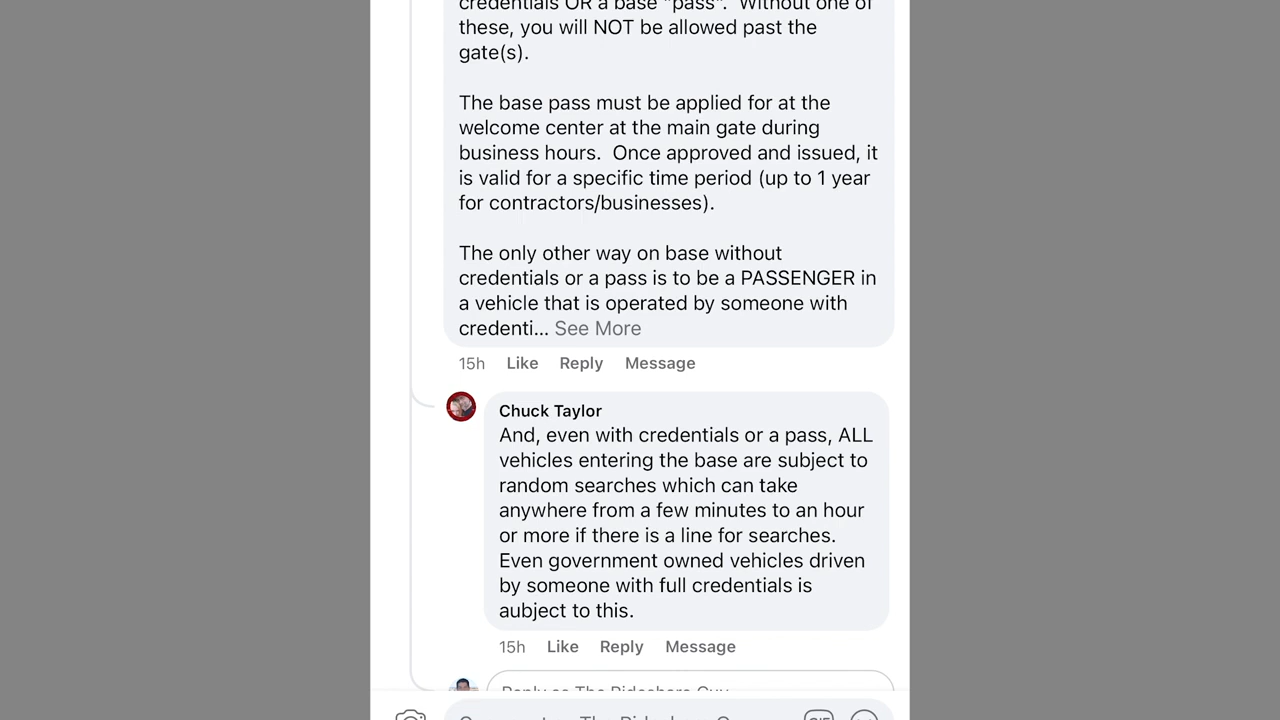 credentials OR a base "pass". Without one of
these, you will NOT be allowed past the
gate(s).
The base pass must be applied for at the
welcome center at the main gate during
business hours. Once approved and issued, it
is valid for a specific time period (up to 1 year
for contractors/businesses).
The only other way on base without
credentials or a pass is to be a PASSENGER in
a vehicle that is operated by someone with
credenti... See More
15h Like Reply Message
Chuck Taylor
And, even with credentials or a pass, ALL
vehicles entering the base are subject to
random searches which can take
anywhere from a few minutes to an hour
or more if there is a line for searches.
Even government owned vehicles driven
by someone with full credentials is
aubject to this.
15h Like Reply Message
Reply as The Rideshare Guy